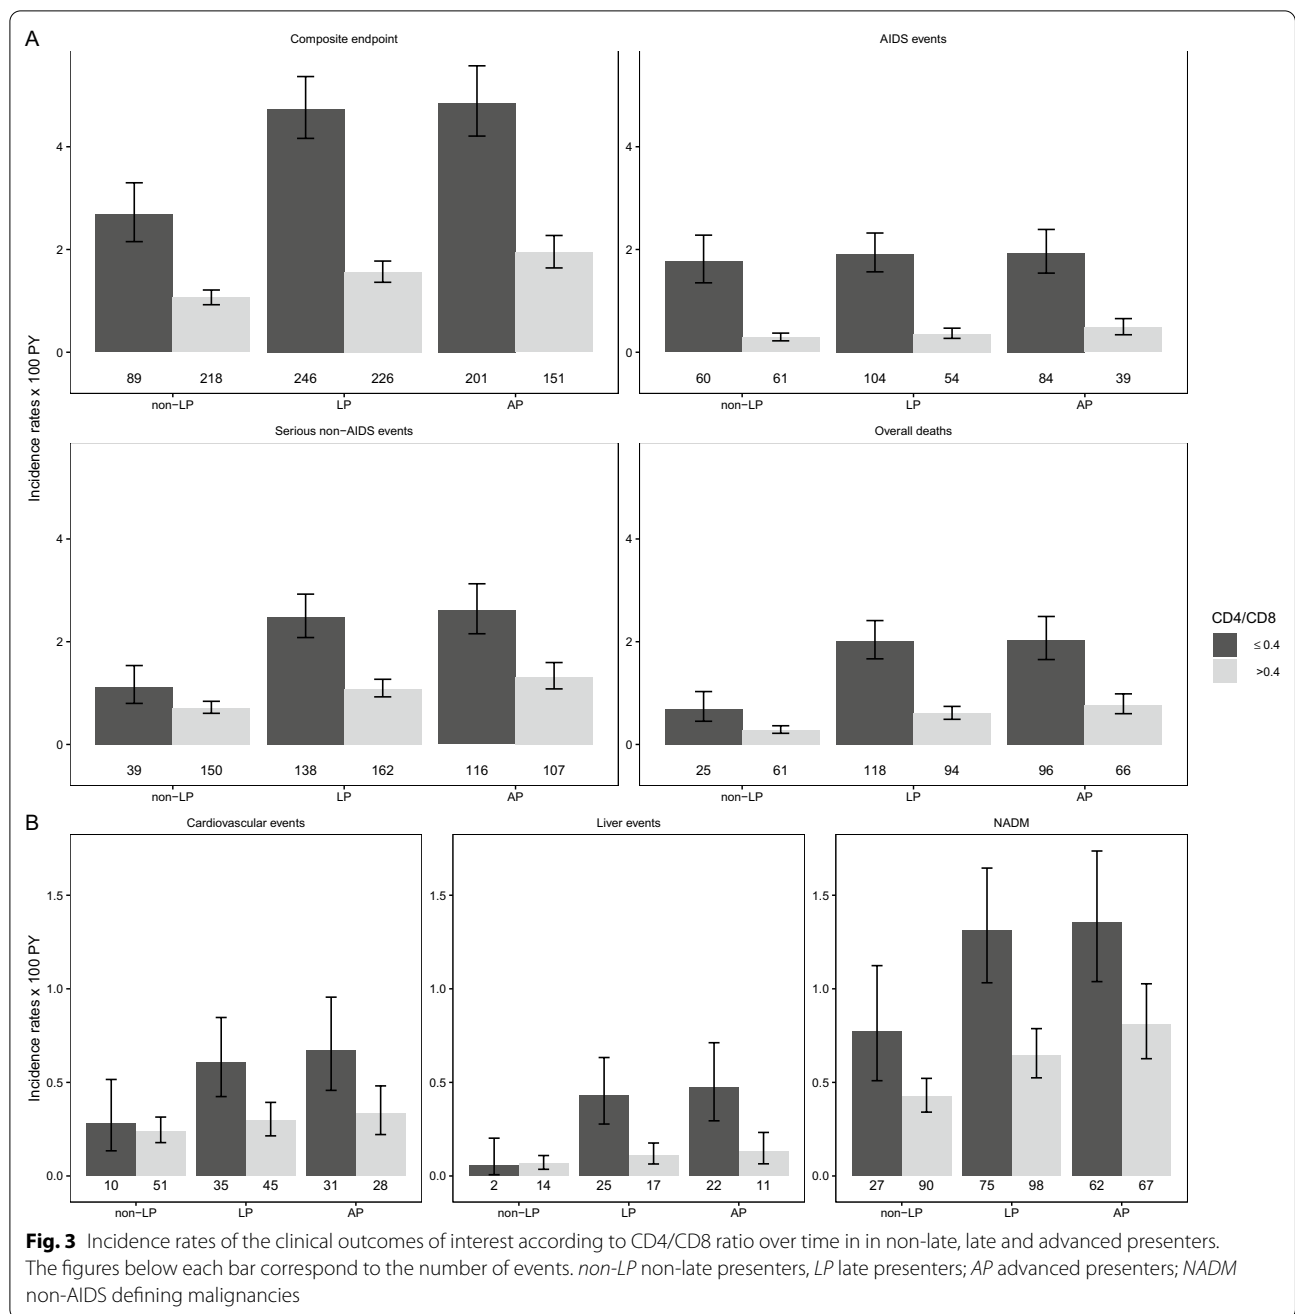 A
Composite endpoint
AIDS events
Incidence rates x 100 PY
4
2
0
89 218 246 226 201 151
non−LP LP AP
4
2
0
60 61 104 54 84 39
non−LP LP AP
Serious non−AIDS events
Overall deaths
4
2
0
39 150 138 162 116 107
non−LP LP AP
4
2
0
25 61 118 94 96 66
non−LP LP AP
CD4/CD8
≤ 0.4
>0.4
B
Cardiovascular events
Liver events
NADM
Incidence rates x 100 PY
1.5
1.0
0.5
0.0
10 51 35 45 31 28
non−LP LP AP
1.5
1.0
0.5
0.0
2 14 25 17 22 11
non−LP LP AP
1.5
1.0
0.5
0.0
27 90 75 98 62 67
non−LP LP AP
Fig. 3 Incidence rates of the clinical outcomes of interest according to CD4/CD8 ratio over time in in non-late, late and advanced presenters.
The figures below each bar correspond to the number of events. non-LP non-late presenters, LP late presenters; AP advanced presenters; NADM
non-AIDS defining malignancies